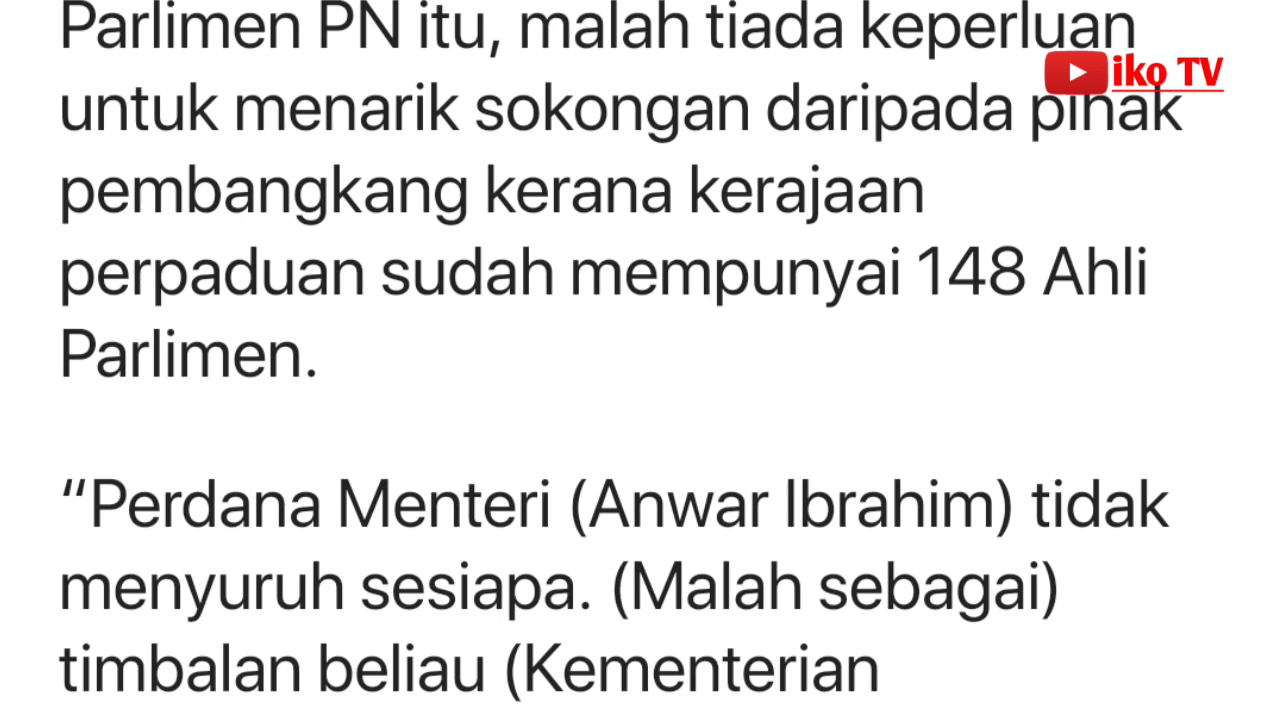 Parlimen PN itu, malah tiada keperluan
iko TV
untuk menarik sokongan daripada pihak
pembangkang kerana kerajaan
perpaduan sudah mempunyai 148 Ahli
Parlimen.
“Perdana Menteri (Anwar Ibrahim) tidak
menyuruh sesiapa. (Malah sebagai)
timbalan beliau (Kementerian